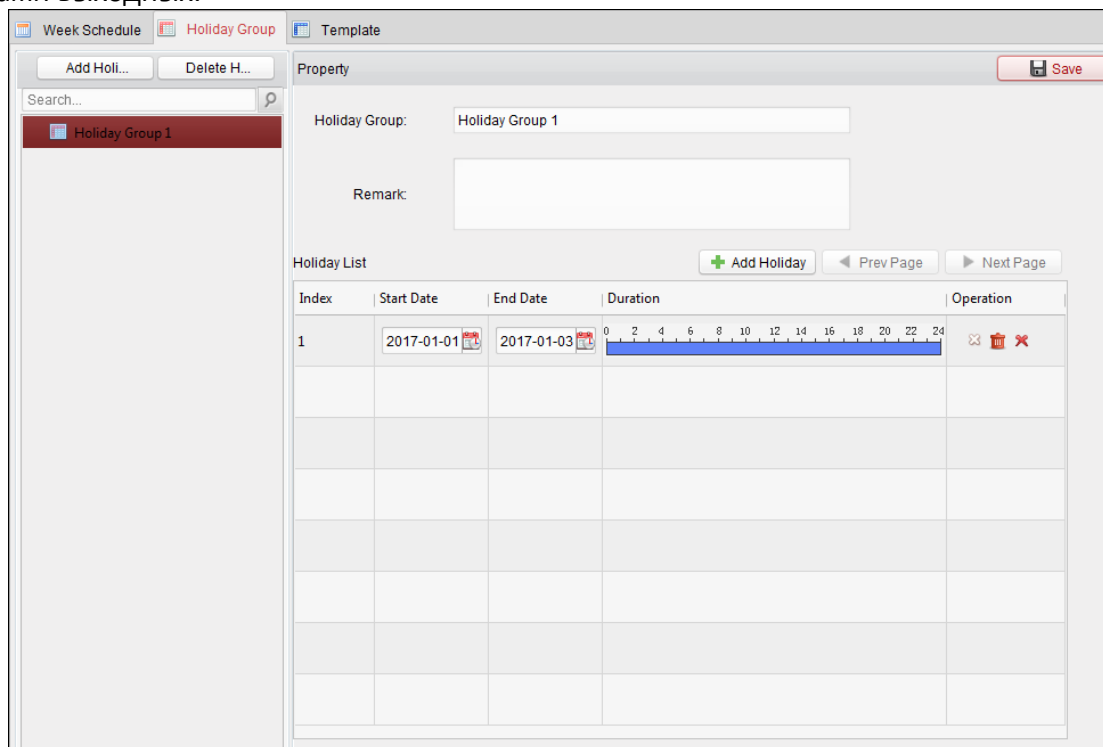 выходных.
Week Schedule Holiday Group Template
Add Holi... Delete H... Property Save
Search...
Holiday Group 1
Holiday Group: Holiday Group 1
Remark:
Holiday List Add Holiday Prev Page Next Page
Index Start Date End Date Duration Operation
0 2 4 6 8 10 12 14 16 18 20 22 24
1 2017-01-01 2017-01-03